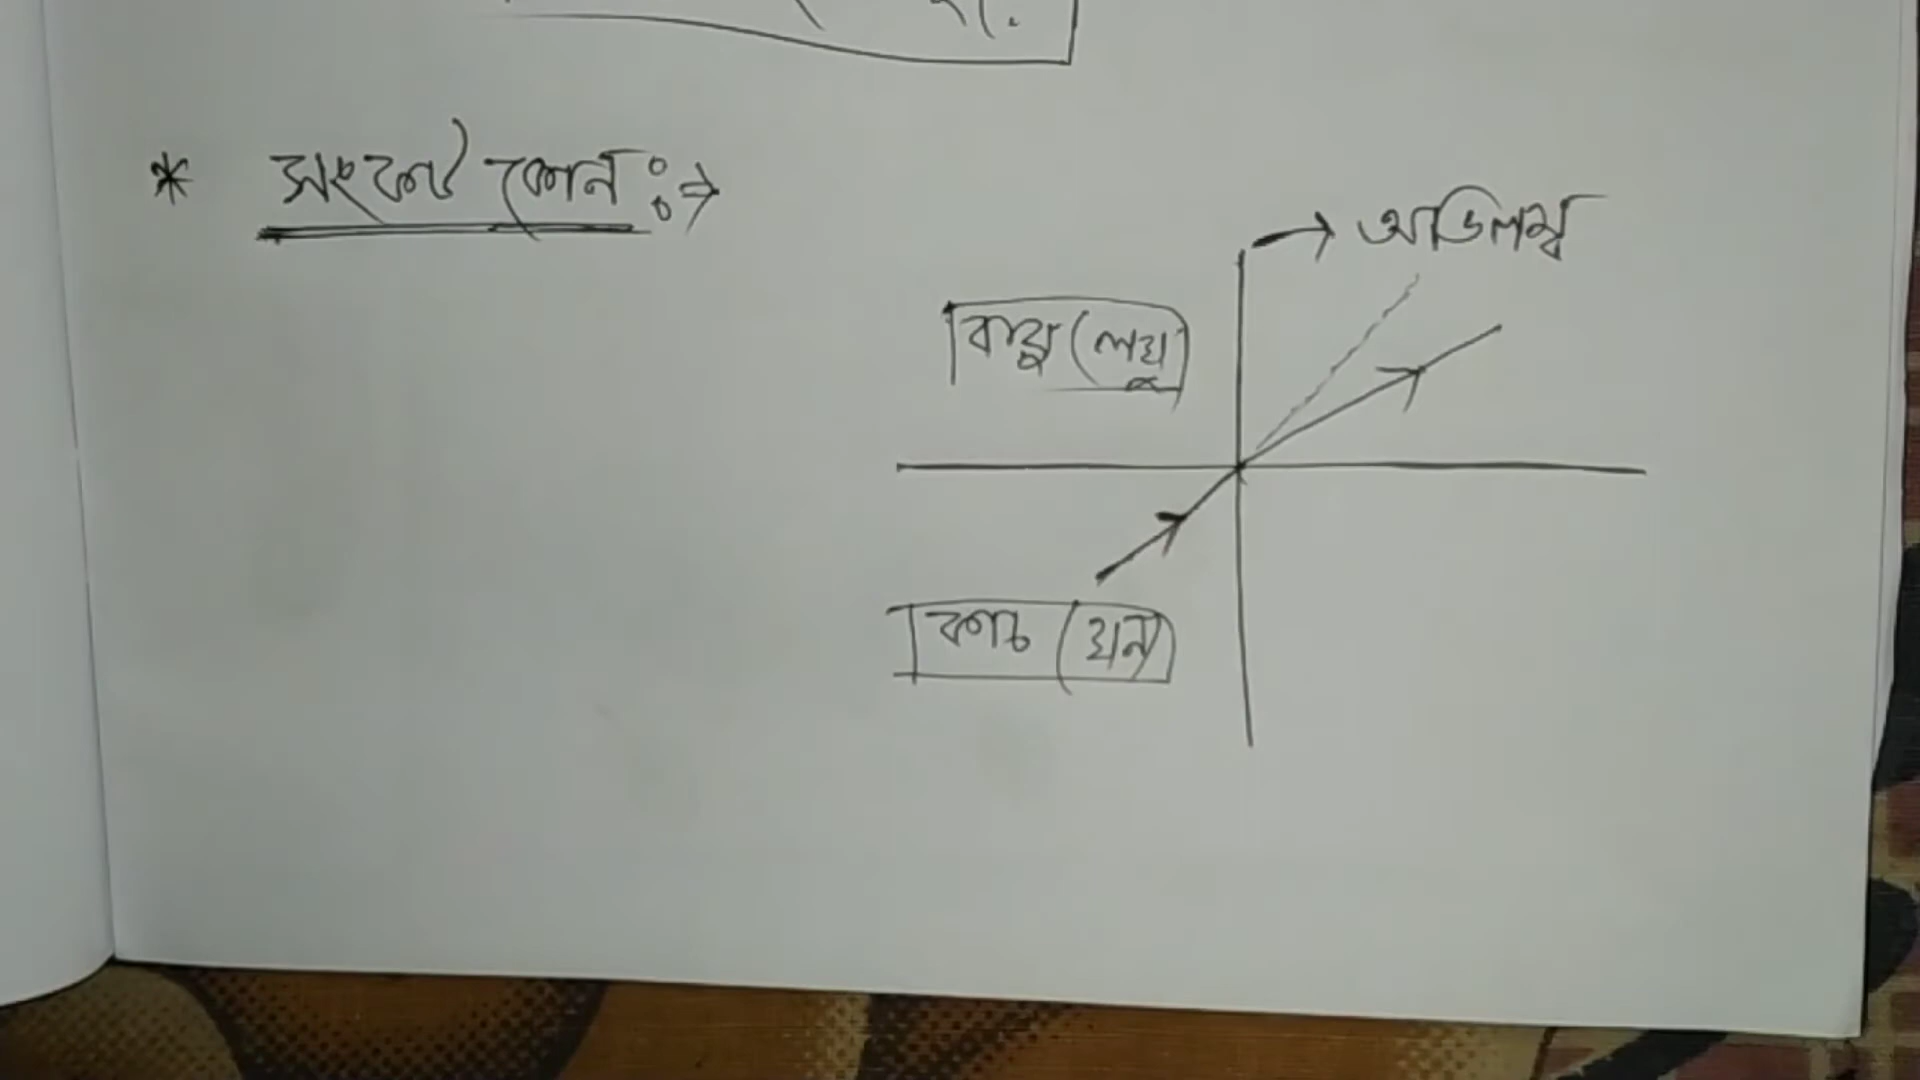 * সংকট কোন :⇒
→ অভিলম্ব
বায়ু (লঘু)
কাচ (ঘন)